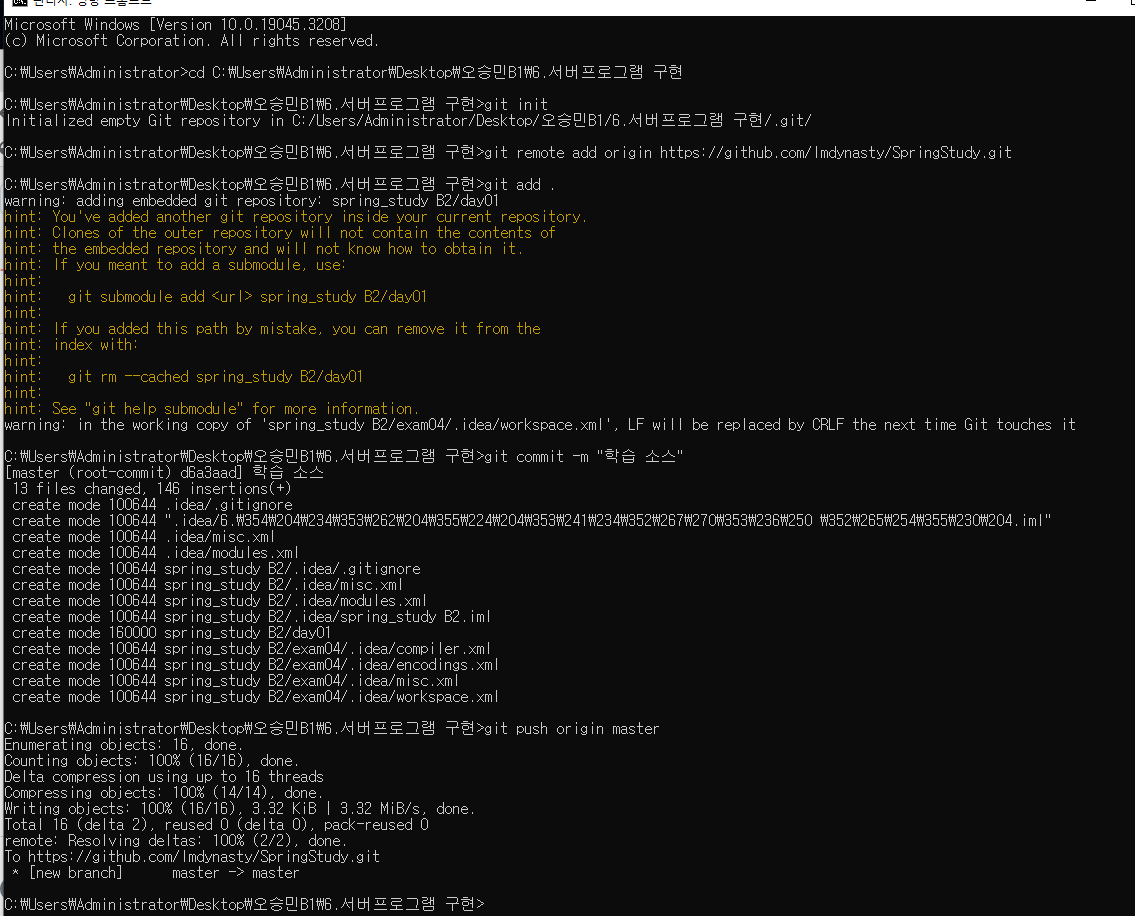 관리자: 명령 프롬프트
Microsoft Windows [Version 10.0.19045.3208]
(c) Microsoft Corporation. All rights reserved.
C:\Users\Administrator>cd C:\Users\Administrator\Desktop\오승민B1\6.서버프로그램 구현
C:\Users\Administrator\Desktop\오승민B1\6.서버프로그램 구현>git init
Initialized empty Git repository in C:/Users/Administrator/Desktop/오승민B1/6.서버프로그램 구현/.git/
C:\Users\Administrator\Desktop\오승민B1\6.서버프로그램 구현>git remote add origin https://github.com/lmdynasty/SpringStudy.git
C:\Users\Administrator\Desktop\오승민B1\6.서버프로그램 구현>git add .
warning: adding embedded git repository: spring_study B2/day01
hint: You've added another git repository inside your current repository.
hint: Clones of the outer repository will not contain the contents of
hint: the embedded repository and will not know how to obtain it.
hint: If you meant to add a submodule, use:
hint:
hint:   git submodule add <url> spring_study B2/day01
hint:
hint: If you added this path by mistake, you can remove it from the
hint: index with:
hint:
hint:   git rm --cached spring_study B2/day01
hint:
hint: See "git help submodule" for more information.
warning: in the working copy of 'spring_study B2/exam04/.idea/workspace.xml', LF will be replaced by CRLF the next time Git touches it
C:\Users\Administrator\Desktop\오승민B1\6.서버프로그램 구현>git commit -m "학습 소스"
[master (root-commit) d6a3aad] 학습 소스
 13 files changed, 146 insertions(+)
 create mode 100644 .idea/.gitignore
 create mode 100644 ".idea/6.\354\204\234\353\262\204\355\224\204\353\241\234\352\267\270\353\236\250 \352\265\254\355\230\204.iml"
 create mode 100644 .idea/misc.xml
 create mode 100644 .idea/modules.xml
 create mode 100644 spring_study B2/.idea/.gitignore
 create mode 100644 spring_study B2/.idea/misc.xml
 create mode 100644 spring_study B2/.idea/modules.xml
 create mode 100644 spring_study B2/.idea/spring_study B2.iml
 create mode 160000 spring_study B2/day01
 create mode 100644 spring_study B2/exam04/.idea/compiler.xml
 create mode 100644 spring_study B2/exam04/.idea/encodings.xml
 create mode 100644 spring_study B2/exam04/.idea/misc.xml
 create mode 100644 spring_study B2/exam04/.idea/workspace.xml
C:\Users\Administrator\Desktop\오승민B1\6.서버프로그램 구현>git push origin master
Enumerating objects: 16, done.
Counting objects: 100% (16/16), done.
Delta compression using up to 16 threads
Compressing objects: 100% (14/14), done.
Writing objects: 100% (16/16), 3.32 KiB | 3.32 MiB/s, done.
Total 16 (delta 2), reused 0 (delta 0), pack-reused 0
remote: Resolving deltas: 100% (2/2), done.
To https://github.com/lmdynasty/SpringStudy.git
 * [new branch]      master -> master
C:\Users\Administrator\Desktop\오승민B1\6.서버프로그램 구현>